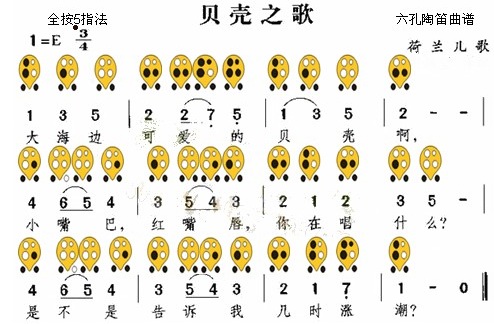 贝壳之歌
全按5指法
六孔陶笛曲谱
1=E 3/4
荷兰儿歌
1 3 5 | 2 2 7 5 | 1 3 5 | 2 - - |
大海边 可爱的贝壳啊,
4 6 5 4 | 3 5 4 3 | 2 1 2 | 3 5 - |
小嘴巴, 红嘴唇, 你在唱什么?
4 6 5 4 | 3 5 4 3 | 2 1 7 | 1 - 0 ‖
是不是 告诉我 几时涨潮?